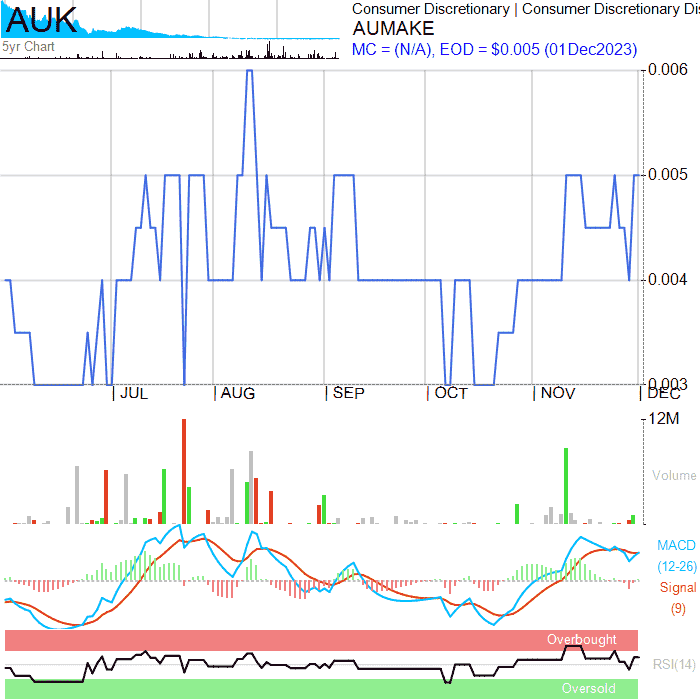 AUK
5yr Chart
Consumer Discretionary | Consumer Discretionary Dis
AUMAKE
MC = (N/A), EOD = $0.005 (01Dec2023)
0.006
0.005
0.004
0.003
| JUL | AUG | SEP | OCT | NOV | DEC
12M
Volume
MACD
(12-26)
Signal
(9)
Overbought
RSI(14)
Oversold